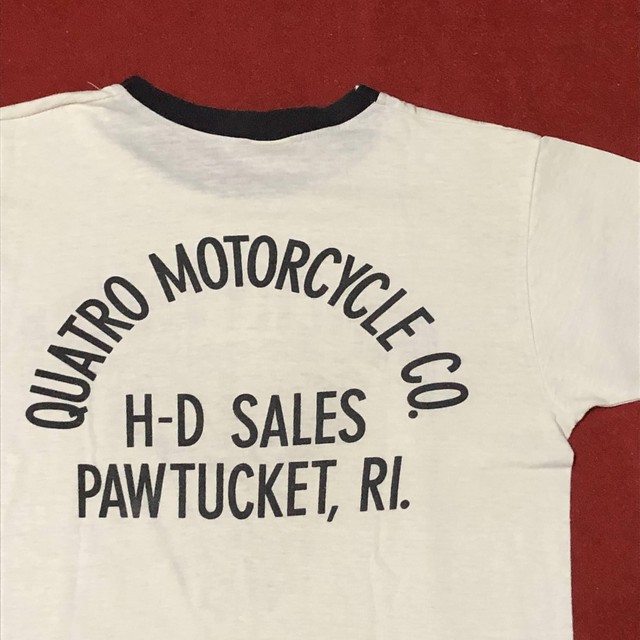 QUATRO MOTORCYCLE CO.
H-D SALES
PAWTUCKET, RI.